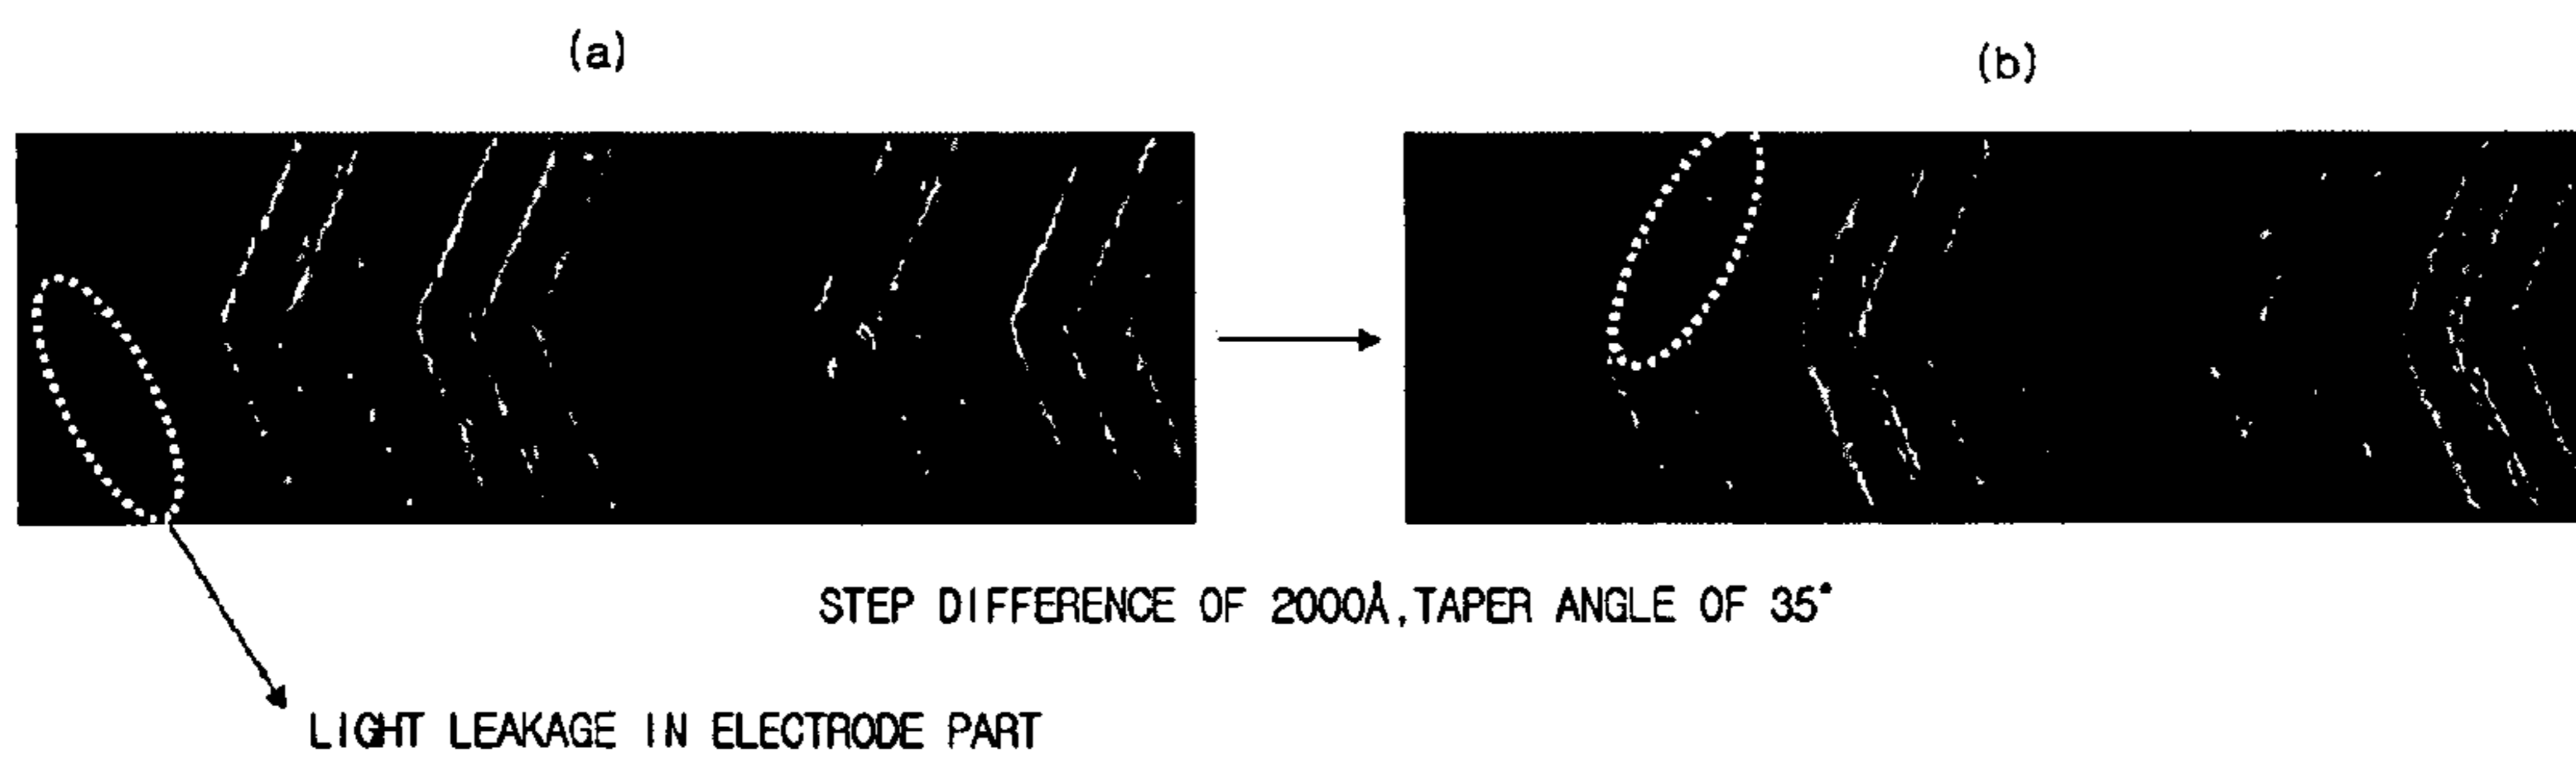 (a)
(b)
STEP DIFFERENCE OF 2000Å, TAPER ANGLE OF 35°
LIGHT LEAKAGE IN ELECTRODE PART